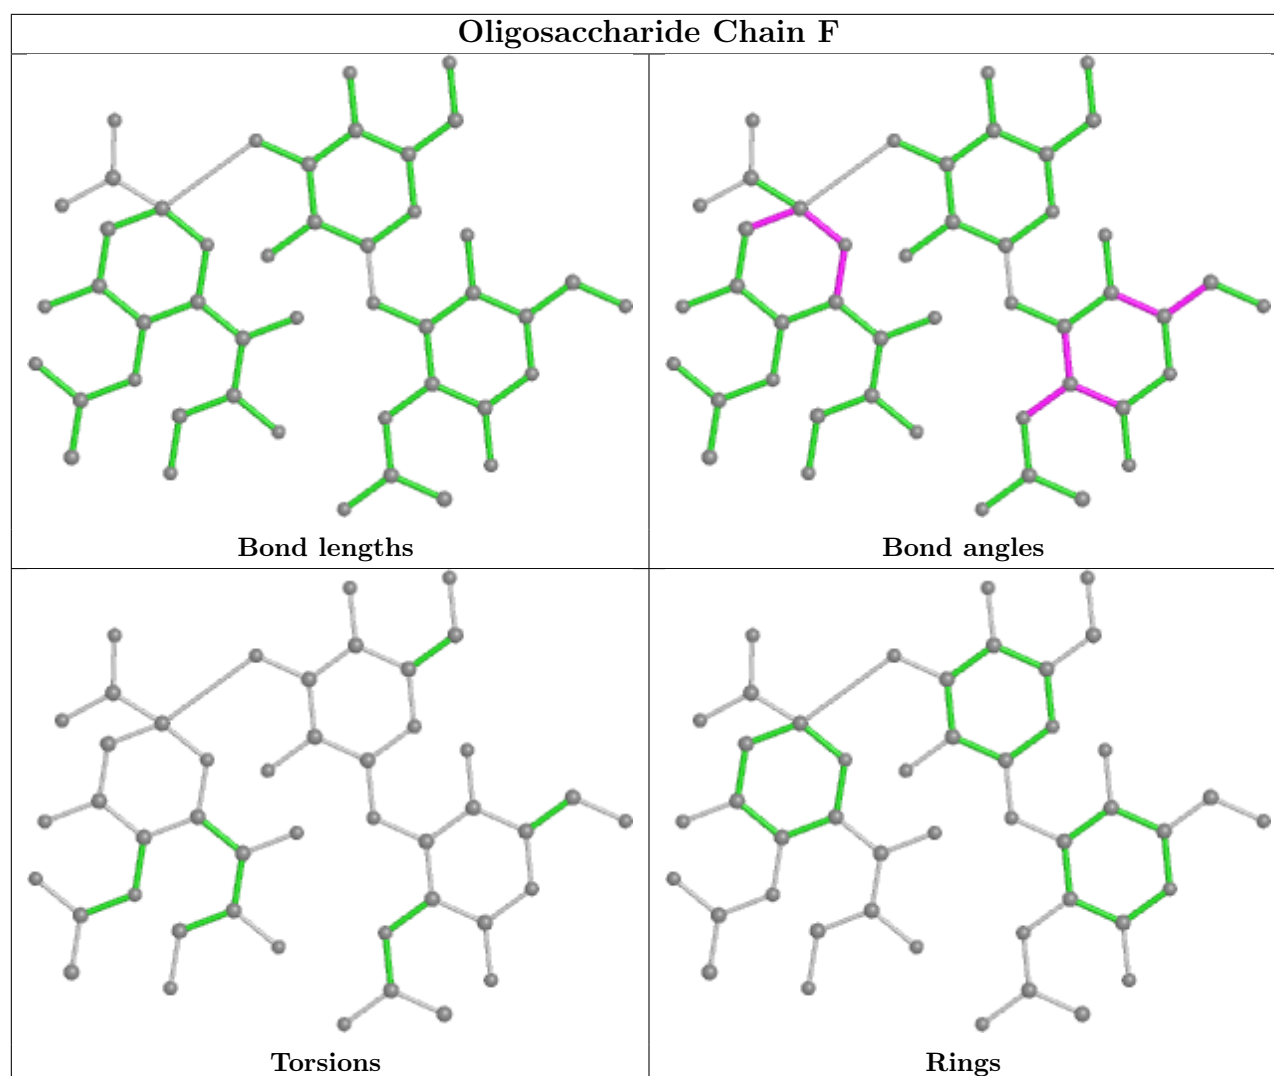 Oligosaccharide Chain F
Bond lengths
Bond angles
Torsions
Rings